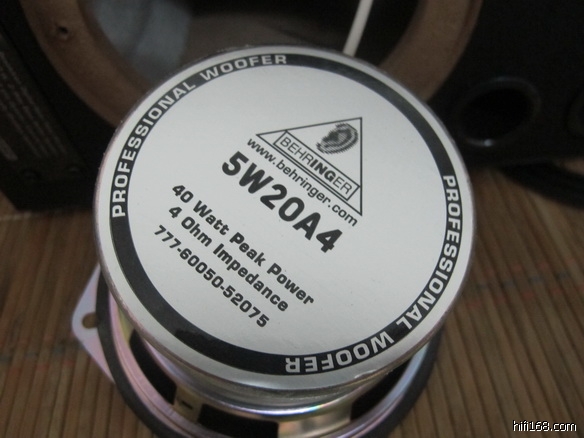 PROFESSIONAL WOOFER
BEHRINGER
www.behringer.com
5W20A4
40 Watt Peak Power
4 Ohm Impedance
777-60050-52075
PROFESSIONAL WOOFER
hifi168.com